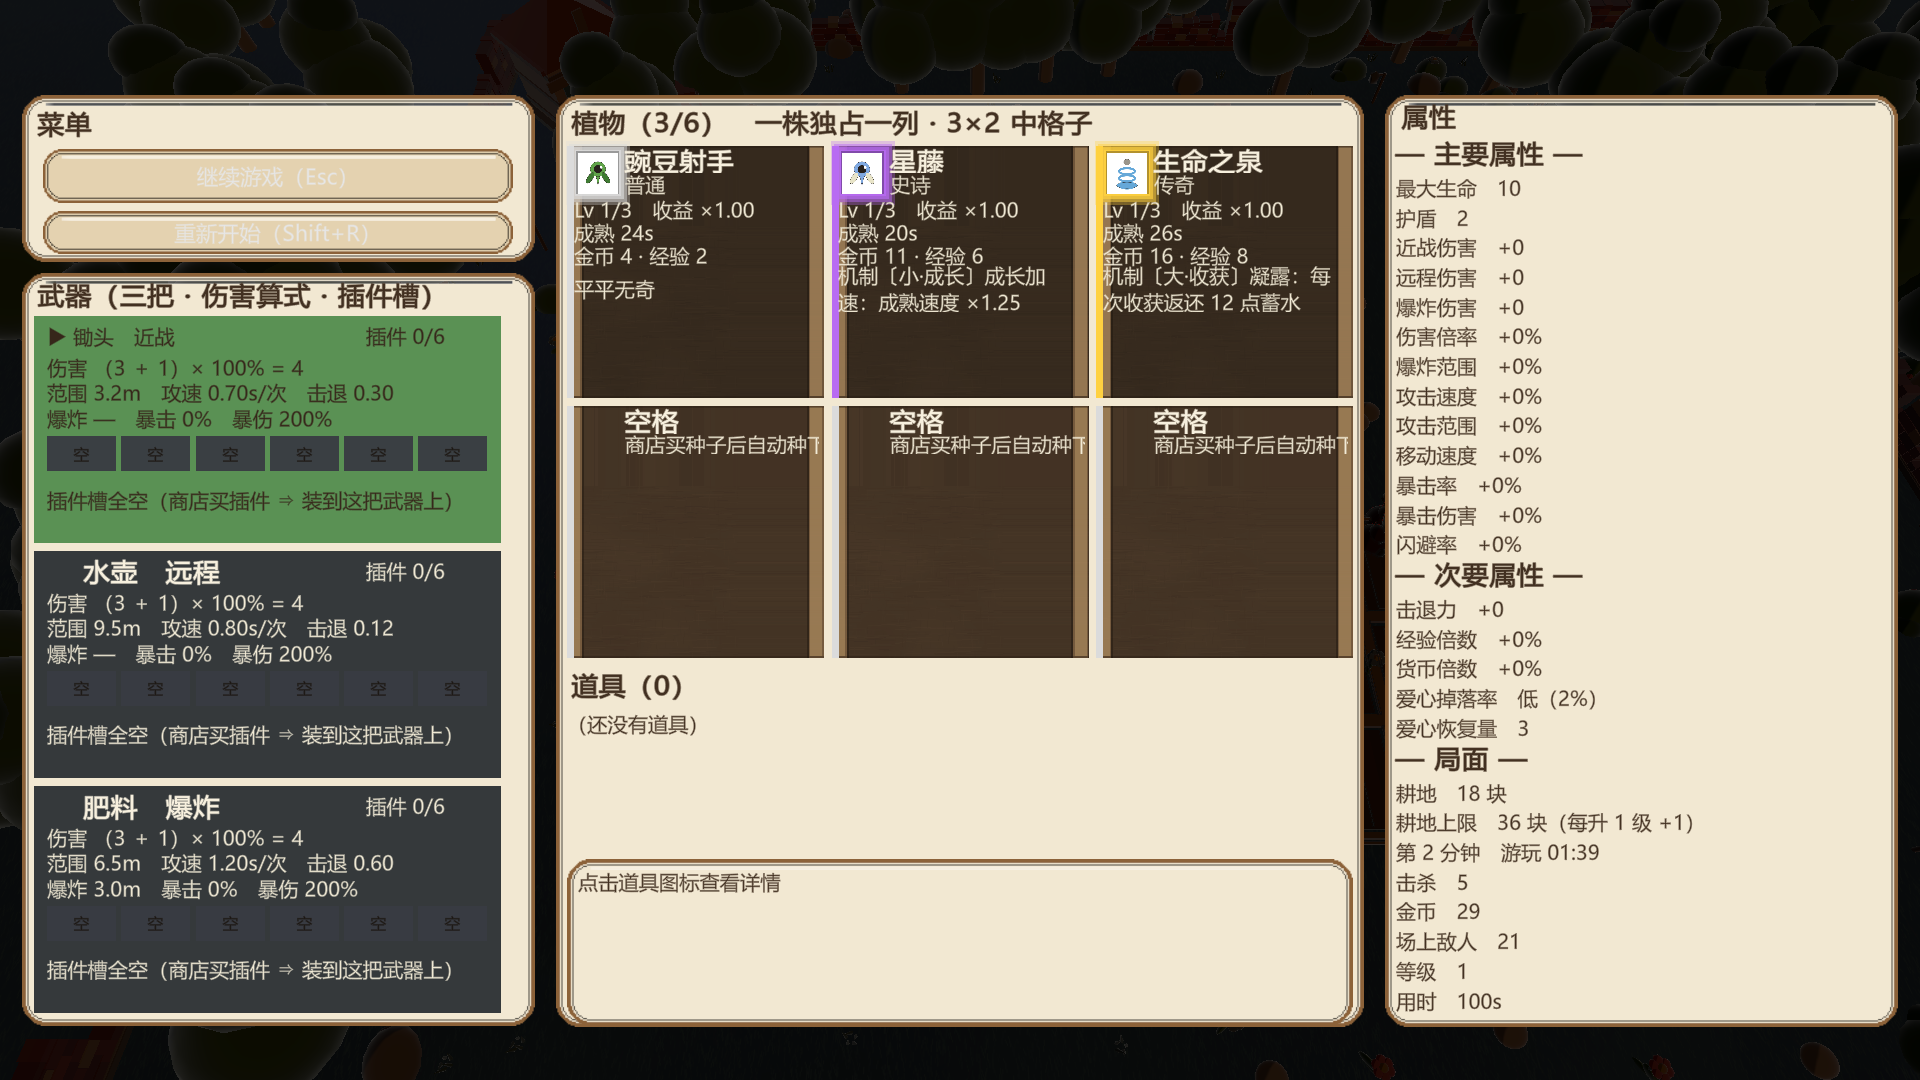 菜单
继续游戏（Esc）
重新开始（Shift+R）
武器（三把 · 伤害算式 · 插件槽）
▶ 锄头　近战　插件 0/6
伤害 （3 + 1）× 100% = 4
范围 3.2m　攻速 0.70s/次　击退 0.30
爆炸 —　暴击 0%　暴伤 200%
空 空 空 空 空 空
插件槽全空（商店买插件 ⇒ 装到这把武器上）
水壶　远程　插件 0/6
伤害 （3 + 1）× 100% = 4
范围 9.5m　攻速 0.80s/次　击退 0.12
爆炸 —　暴击 0%　暴伤 200%
空 空 空 空 空 空
插件槽全空（商店买插件 ⇒ 装到这把武器上）
肥料　爆炸　插件 0/6
伤害 （3 + 1）× 100% = 4
范围 6.5m　攻速 1.20s/次　击退 0.60
爆炸 3.0m　暴击 0%　暴伤 200%
空 空 空 空 空 空
插件槽全空（商店买插件 ⇒ 装到这把武器上）
植物（3/6）　一株独占一列 · 3×2 中格子
豌豆射手
普通
Lv 1/3　收益 ×1.00
成熟 24s
金币 4 · 经验 2
平平无奇
星藤
史诗
Lv 1/3　收益 ×1.00
成熟 20s
金币 11 · 经验 6
机制〔小·成长〕成长加
速：成熟速度 ×1.25
生命之泉
传奇
Lv 1/3　收益 ×1.00
成熟 26s
金币 16 · 经验 8
机制〔大·收获〕凝露：每
次收获返还 12 点蓄水
空格
商店买种子后自动种下
空格
商店买种子后自动种下
空格
商店买种子后自动种下
道具（0）
（还没有道具）
点击道具图标查看详情
属性
— 主要属性 —
最大生命　10
护盾　2
近战伤害　+0
远程伤害　+0
爆炸伤害　+0
伤害倍率　+0%
爆炸范围　+0%
攻击速度　+0%
攻击范围　+0%
移动速度　+0%
暴击率　+0%
暴击伤害　+0%
闪避率　+0%
— 次要属性 —
击退力　+0
经验倍数　+0%
货币倍数　+0%
爱心掉落率　低（2%）
爱心恢复量　3
— 局面 —
耕地　18 块
耕地上限　36 块（每升 1 级 +1）
第 2 分钟　游玩 01:39
击杀　5
金币　29
场上敌人　21
等级　1
用时　100s